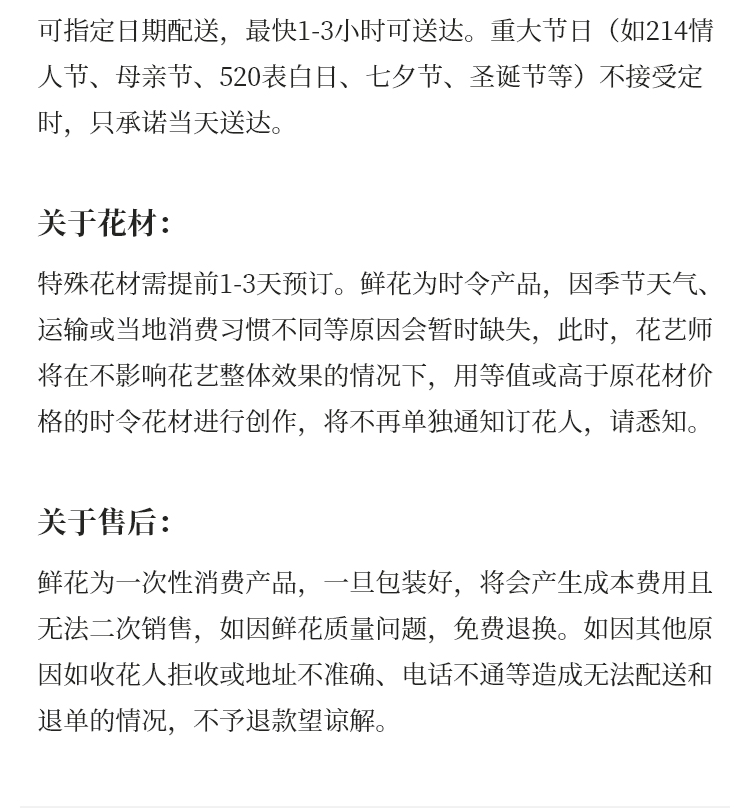 可指定日期配送，最快1-3小时可送达。重大节日（如214情
人节、母亲节、520表白日、七夕节、圣诞节等）不接受定
时，只承诺当天送达。
关于花材：
特殊花材需提前1-3天预订。鲜花为时令产品，因季节天气、
运输或当地消费习惯不同等原因会暂时缺失，此时，花艺师
将在不影响花艺整体效果的情况下，用等值或高于原花材价
格的时令花材进行创作，将不再单独通知订花人，请悉知。
关于售后：
鲜花为一次性消费产品，一旦包装好，将会产生成本费用且
无法二次销售，如因鲜花质量问题，免费退换。如因其他原
因如收花人拒收或地址不准确、电话不通等造成无法配送和
退单的情况，不予退款望谅解。